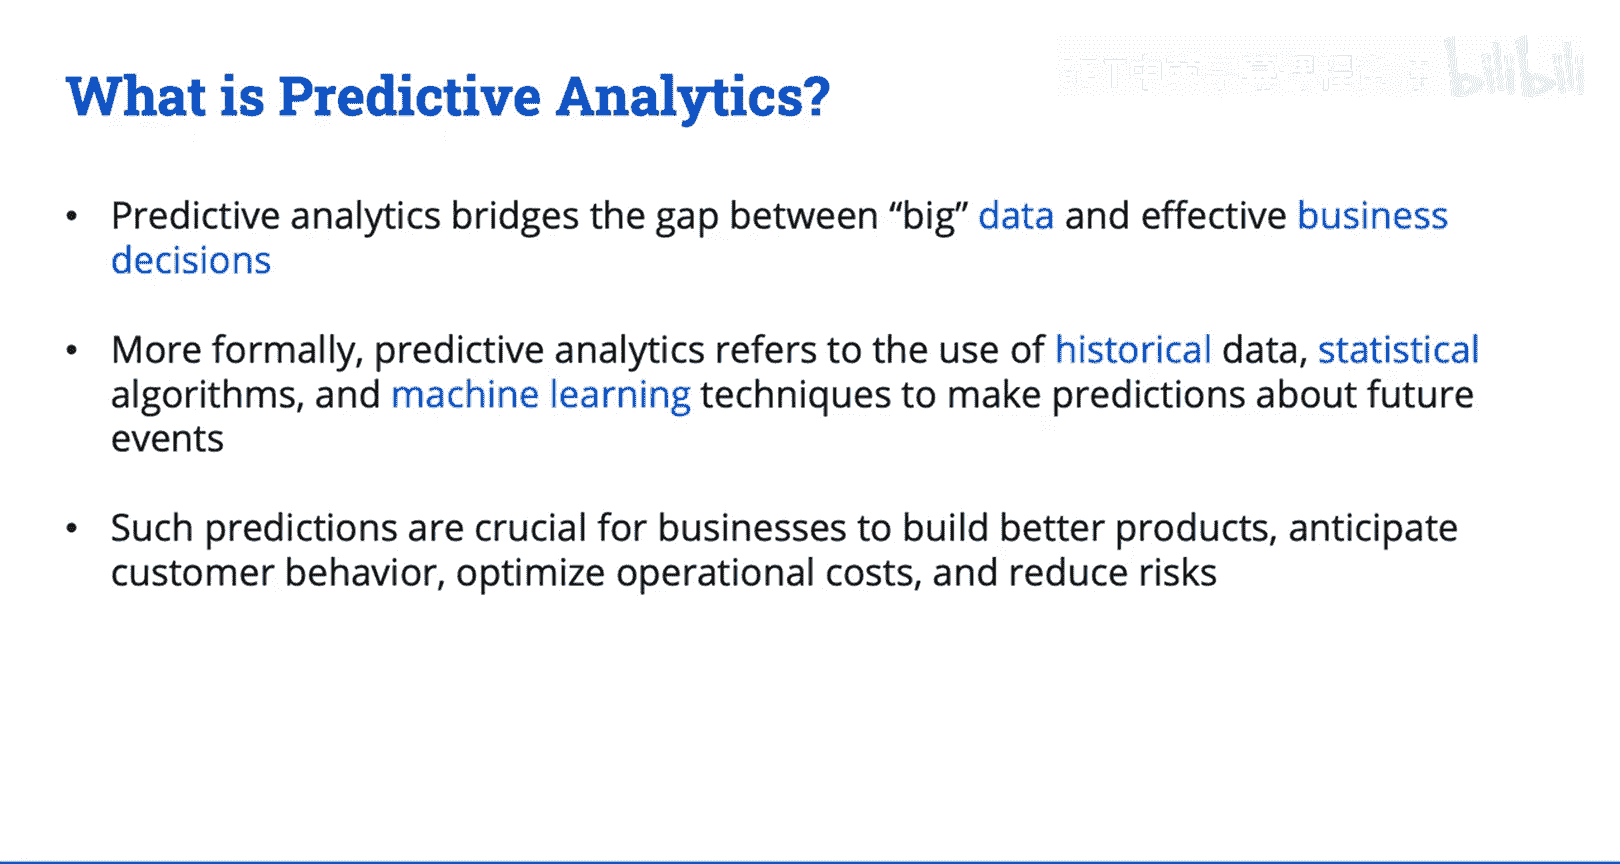 What is Predictive Analytics?
bilibili
• Predictive analytics bridges the gap between “big” data and effective business
decisions
• More formally, predictive analytics refers to the use of historical data, statistical
algorithms, and machine learning techniques to make predictions about future
events
• Such predictions are crucial for businesses to build better products, anticipate
customer behavior, optimize operational costs, and reduce risks